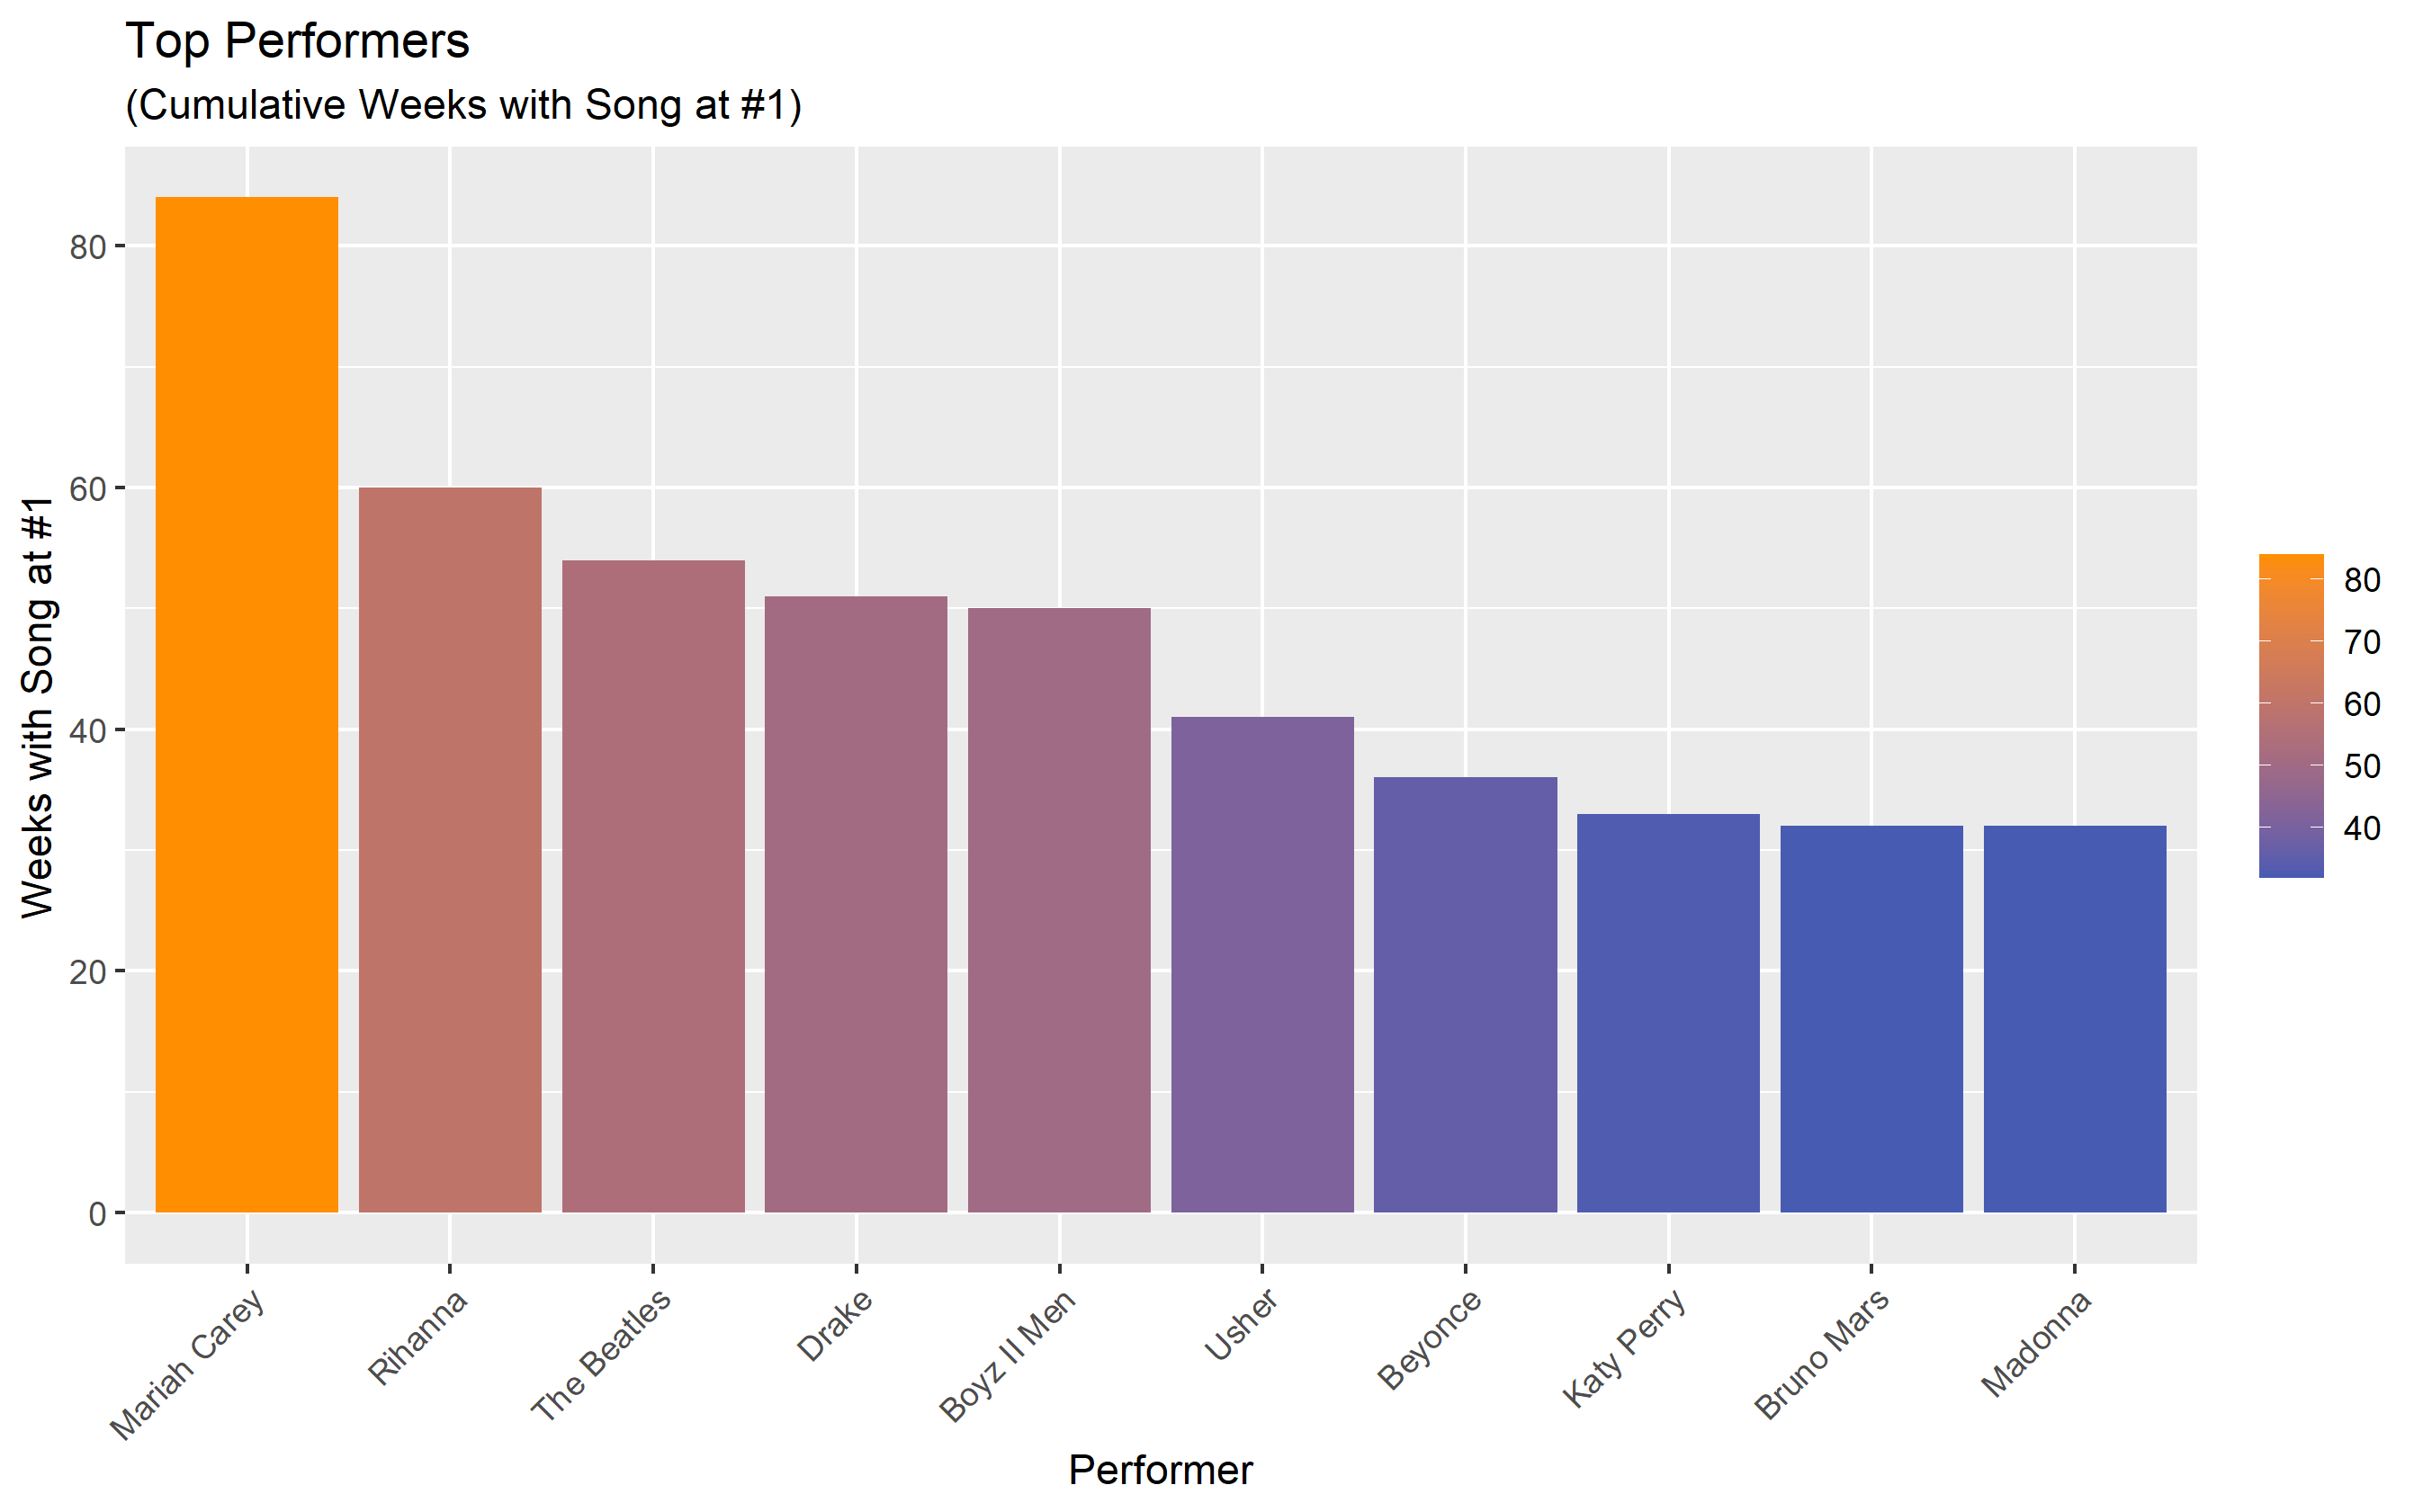 Top Performers
(Cumulative Weeks with Song at #1)
Weeks with Song at #1
80
60
40
20
0
Mariah Carey
Rihanna
The Beatles
Drake
Boyz II Men
Usher
Beyonce
Katy Perry
Bruno Mars
Madonna
Performer
80
70
60
50
40